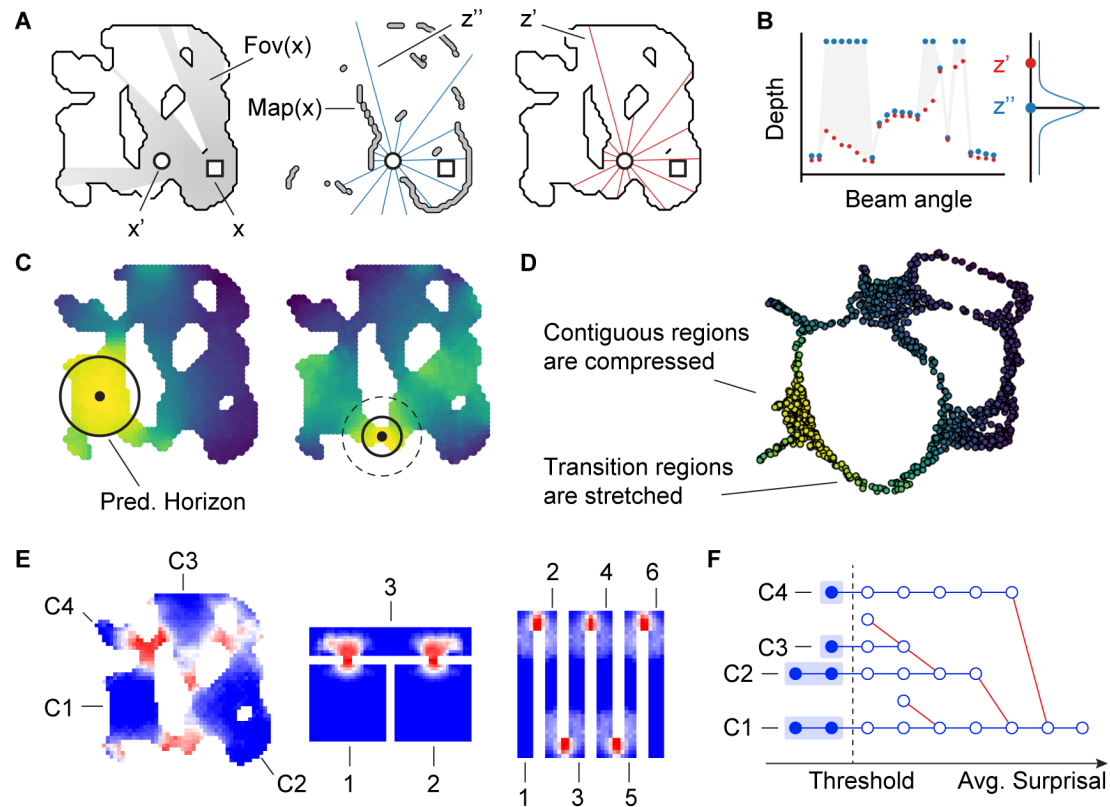 A
Fov(x)
Map(x)
x'
x
z''
z'
B
Depth
Beam angle
z'
z''
C
Pred. Horizon
D
Contiguous regions
are compressed
Transition regions
are stretched
E
C3
C4
C1
C2
3
1
2
2
4
6
1
3
5
F
C4
C3
C2
C1
Threshold
Avg. Surprisal